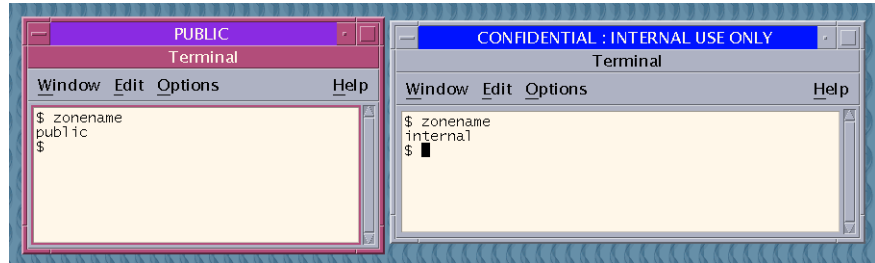 PUBLIC
Terminal
Window Edit Options Help
$ zonename
public
$
CONFIDENTIAL : INTERNAL USE ONLY
Terminal
Window Edit Options Help
$ zonename
internal
$